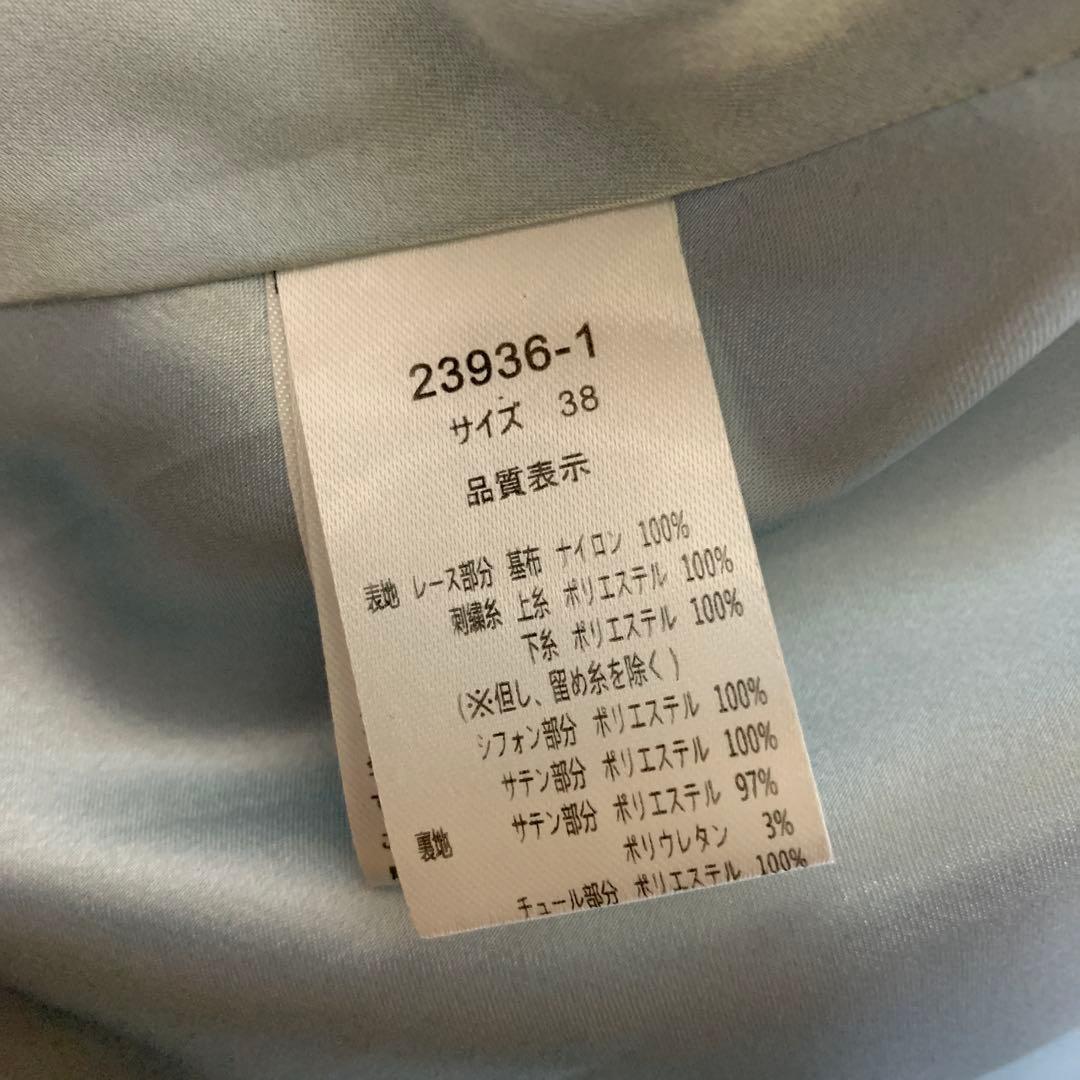 23936-1
サイズ 38
品質表示
表地 レース部分 基布 ナイロン 100%
刺繍糸 上糸 ポリエステル 100%
下糸 ポリエステル 100%
(※但し、留め糸を除く)
シフォン部分 ポリエステル 100%
サテン部分 ポリエステル 100%
裏地 サテン部分 ポリエステル 97%
ポリウレタン 3%
チュール部分 ポリエステル 100%